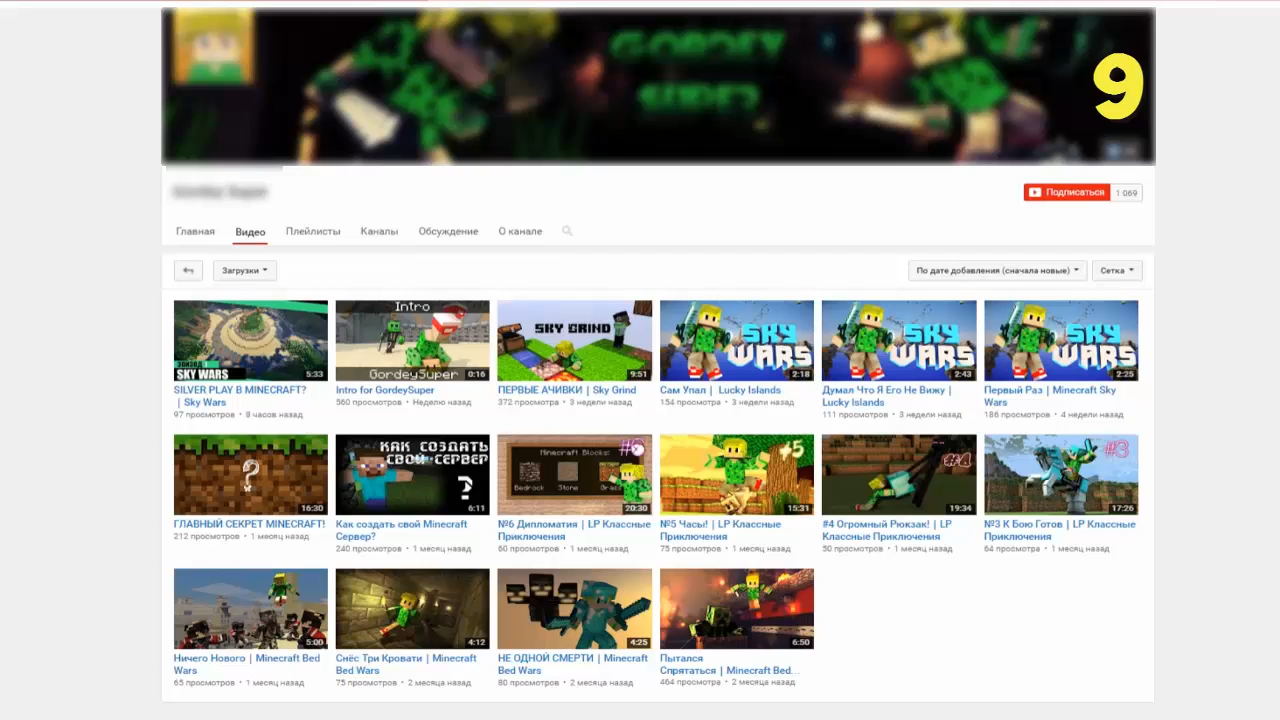 GORDEY
SUPER
9
Gordey Super
Подписаться 1 069
Главная Видео Плейлисты Каналы Обсуждение О канале
Загрузки По дате добавления (сначала новые) Сетка
SKY WARS
5:33
Intro
GordeySuper
0:16
SKY GRIND
9:51
SKY
WARS
2:18
SKY
WARS
2:43
SKY
WARS
2:25
SILVER PLAY В MINECRAFT?
| Sky Wars
97 просмотров • 8 часов назад
Intro for GordeySuper
560 просмотров • Неделю назад
ПЕРВЫЕ АЧИВКИ | Sky Grind
372 просмотра • 3 недели назад
Сам Упал | Lucky Islands
154 просмотра • 3 недели назад
Думал Что Я Его Не Вижу |
Lucky Islands
111 просмотров • 3 недели назад
Первый Раз | Minecraft Sky
Wars
186 просмотров • 4 недели назад
?
16:30
КАК СОЗДАТЬ
СВОЙ СЕРВЕР
?
6:11
Minecraft Blocks:
Bedrock Stone
20:30
15:31
#4
19:34
#3
17:26
ГЛАВНЫЙ СЕКРЕТ MINECRAFT!
212 просмотров • 1 месяц назад
Как создать свой Minecraft
Сервер?
240 просмотров • 1 месяц назад
№6 Дипломатия | LP Классные
Приключения
60 просмотров • 1 месяц назад
№5 Часы! | LP Классные
Приключения
75 просмотров • 1 месяц назад
#4 Огромный Рюкзак! | LP
Классные Приключения
50 просмотров • 1 месяц назад
№3 К Бою Готов | LP Классные
Приключения
64 просмотра • 1 месяц назад
5:00
4:12
4:25
6:50
Ничего Нового | Minecraft Bed
Wars
65 просмотров • 1 месяц назад
Снёс Три Кровати | Minecraft
Bed Wars
75 просмотров • 2 месяца назад
НЕ ОДНОЙ СМЕРТИ | Minecraft
Bed Wars
80 просмотров • 2 месяца назад
Пытался
Спрятаться | Minecraft Bed...
464 просмотра • 2 месяца назад